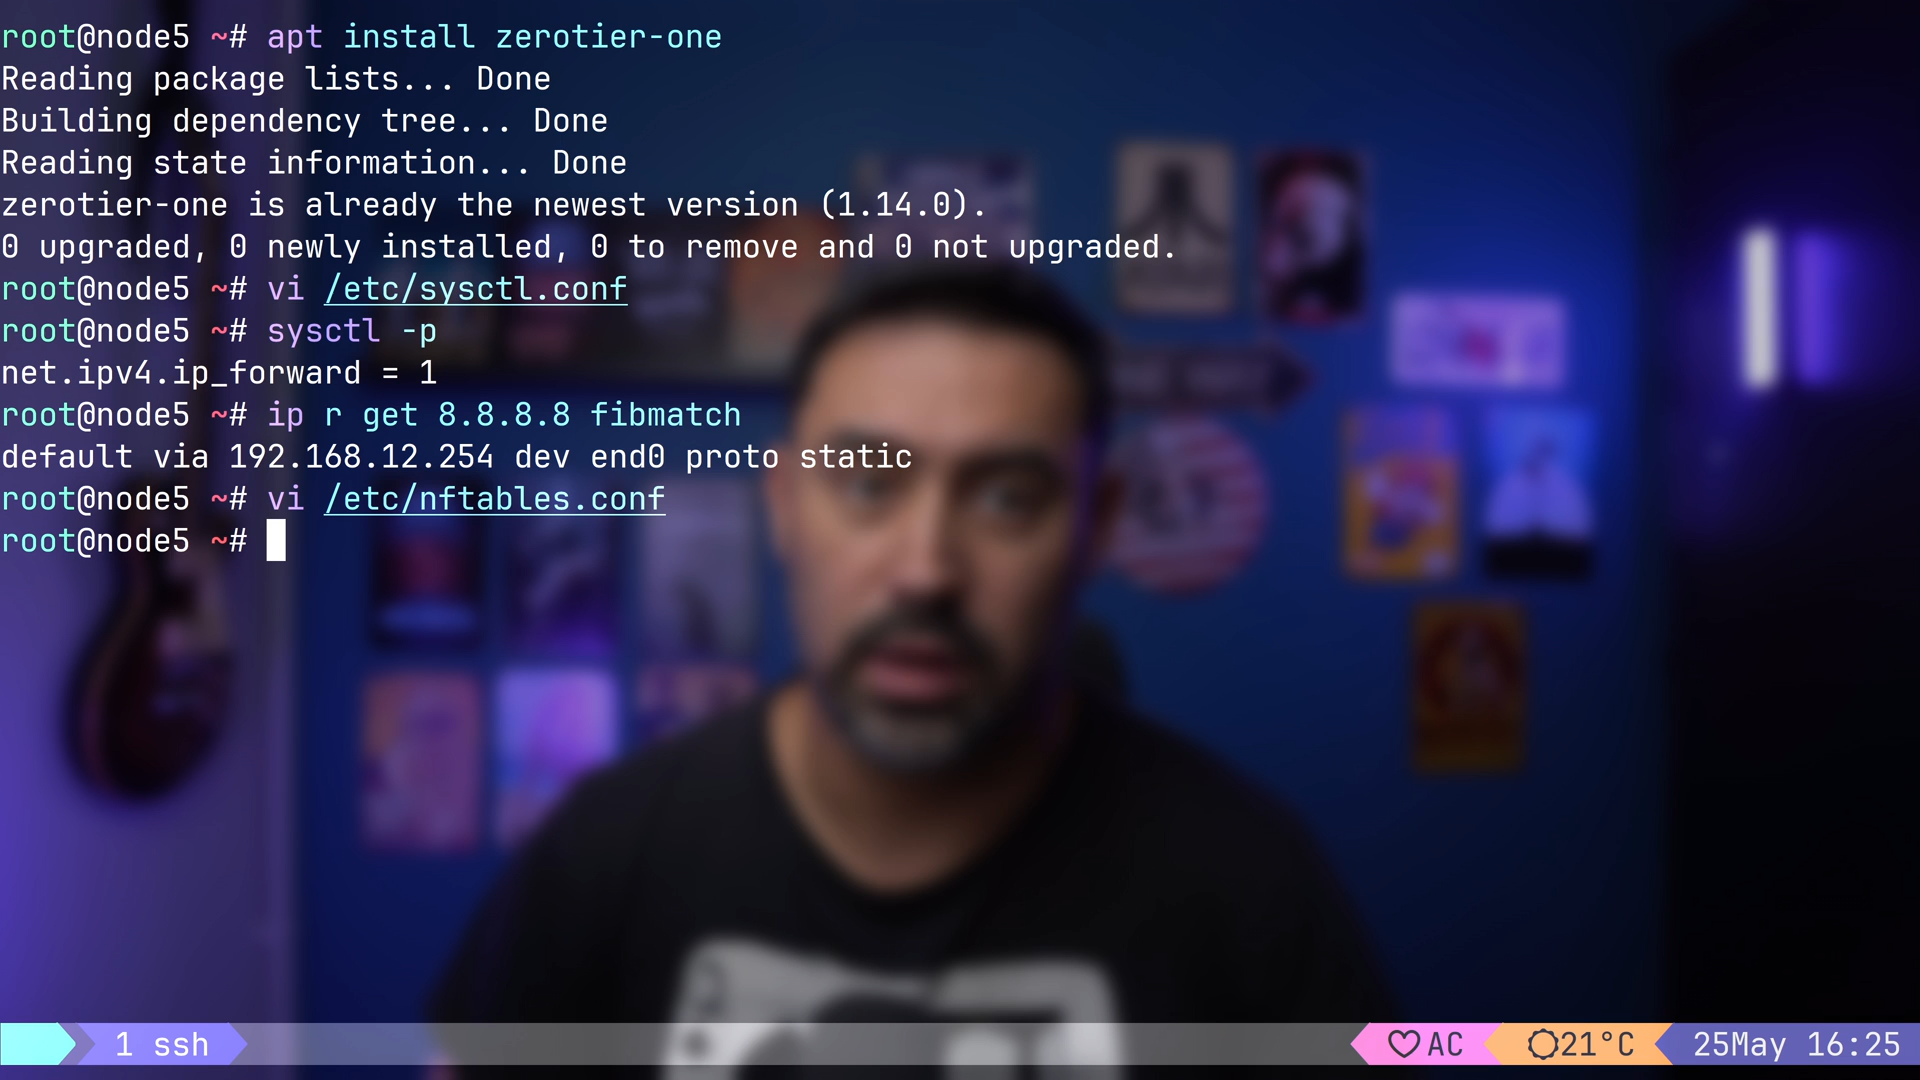 root@node5 ~# apt install zerotier-one
Reading package lists... Done
Building dependency tree... Done
Reading state information... Done
zerotier-one is already the newest version (1.14.0).
0 upgraded, 0 newly installed, 0 to remove and 0 not upgraded.
root@node5 ~# vi /etc/sysctl.conf
root@node5 ~# sysctl -p
net.ipv4.ip_forward = 1
root@node5 ~# ip r get 8.8.8.8 fibmatch
default via 192.168.12.254 dev end0 proto static
root@node5 ~# vi /etc/nftables.conf
root@node5 ~#
1 ssh
AC
21°C
25May 16:25